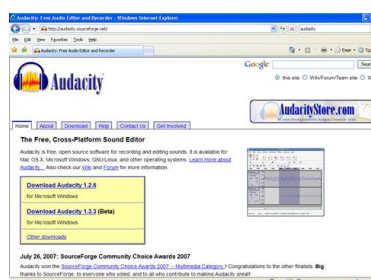 Audacity: Free Audio Editor and Recorder - Windows Internet Explorer
http://audacity.sourceforge.net/
audacity
File Edit View Favorites Tools Help
Audacity: Free Audio Editor and Recorder
Page
Google
Sear
this site Wiki/Forum/Team site
Audacity
AudacityStore.com
Home About Download Help Contact Us Get Involved
The Free, Cross-Platform Sound Editor
Audacity is free, open source software for recording and editing sounds. It is available for
Mac OS X, Microsoft Windows, GNU/Linux, and other operating systems. Learn more about
Audacity... Also check our Wiki and Forum for more information.
Download Audacity 1.2.6
for Microsoft Windows
Download Audacity 1.3.3 (Beta)
for Microsoft Windows
Other downloads
July 26, 2007: SourceForge Community Choice Awards 2007
Audacity won the SourceForge Community Choice Awards 2007 -- Multimedia Category! Congratulations to the other finalists. Big
thanks to SourceForge, to everyone who voted, and to all who contribute to making Audacity great!